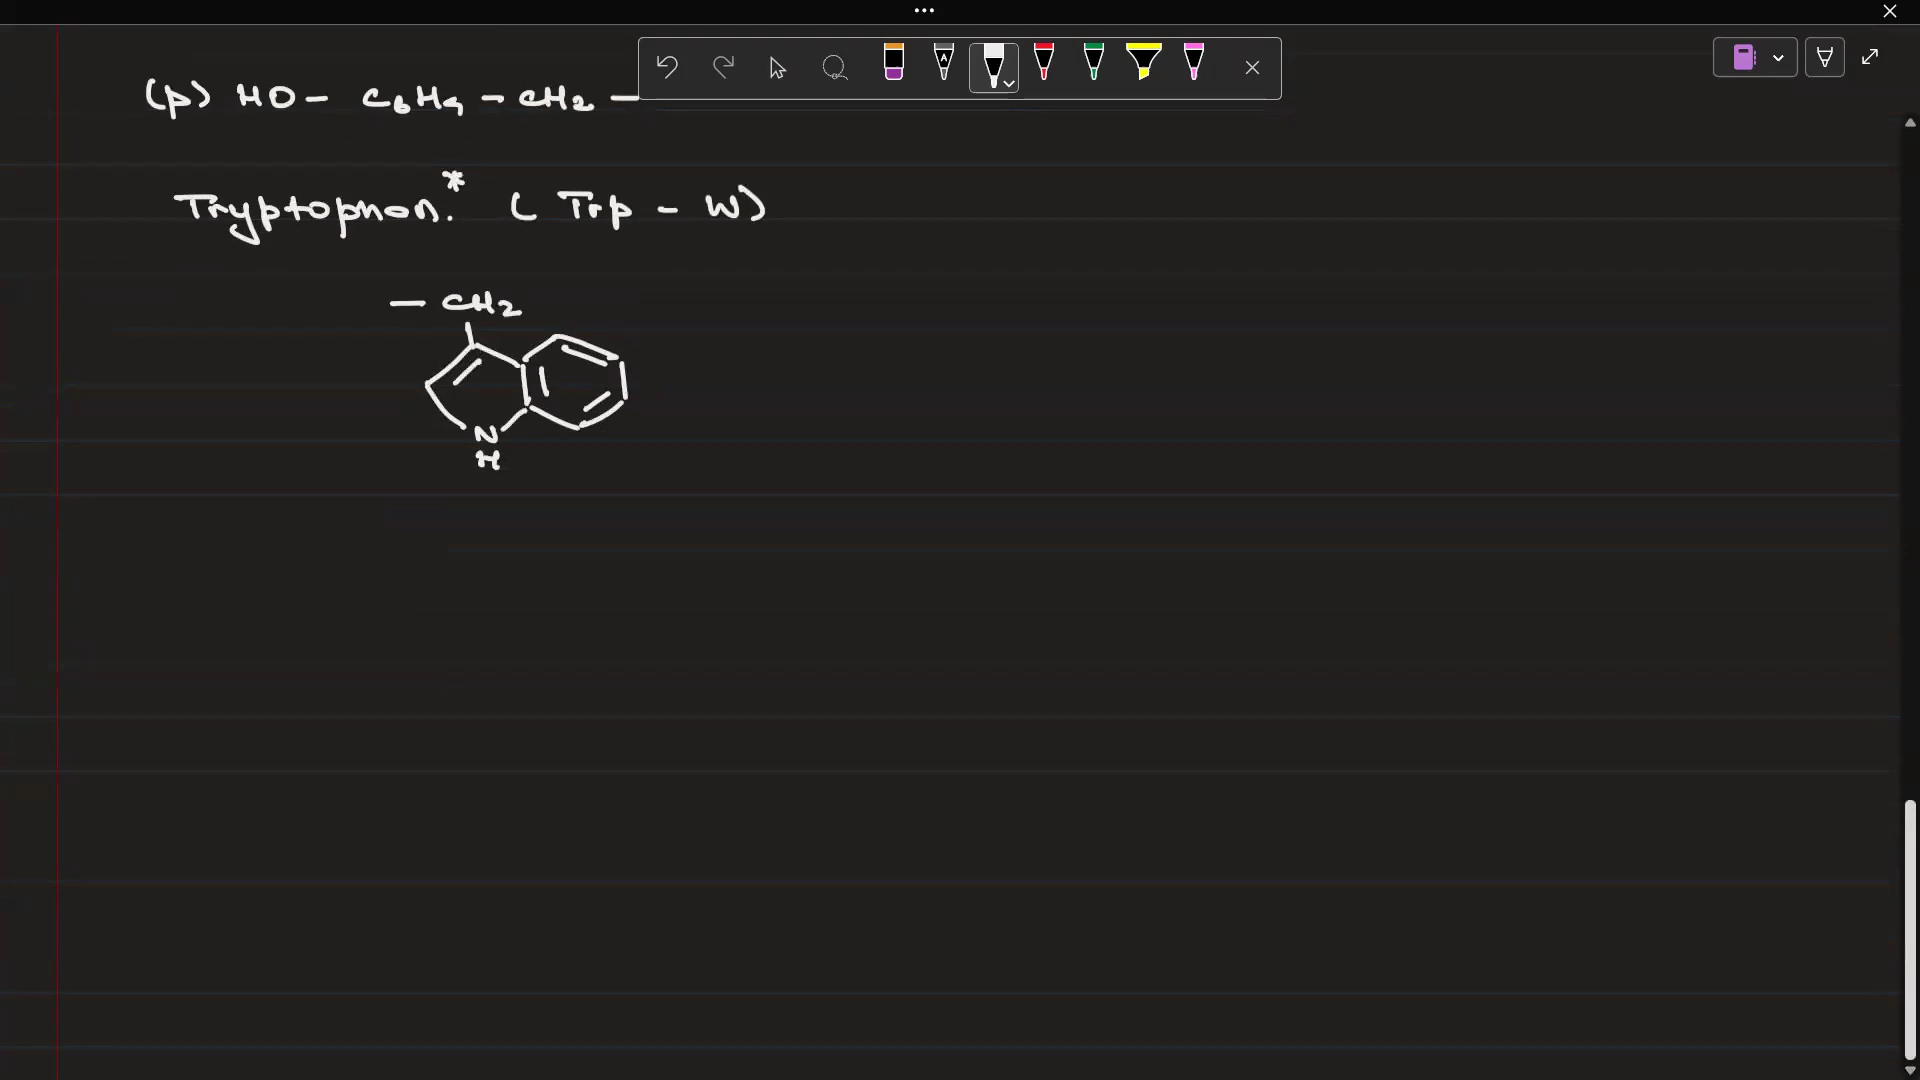 (p) HO - C6H4 - CH2 -
Tryptophan.* ( Trp - W)
- CH2
N
H